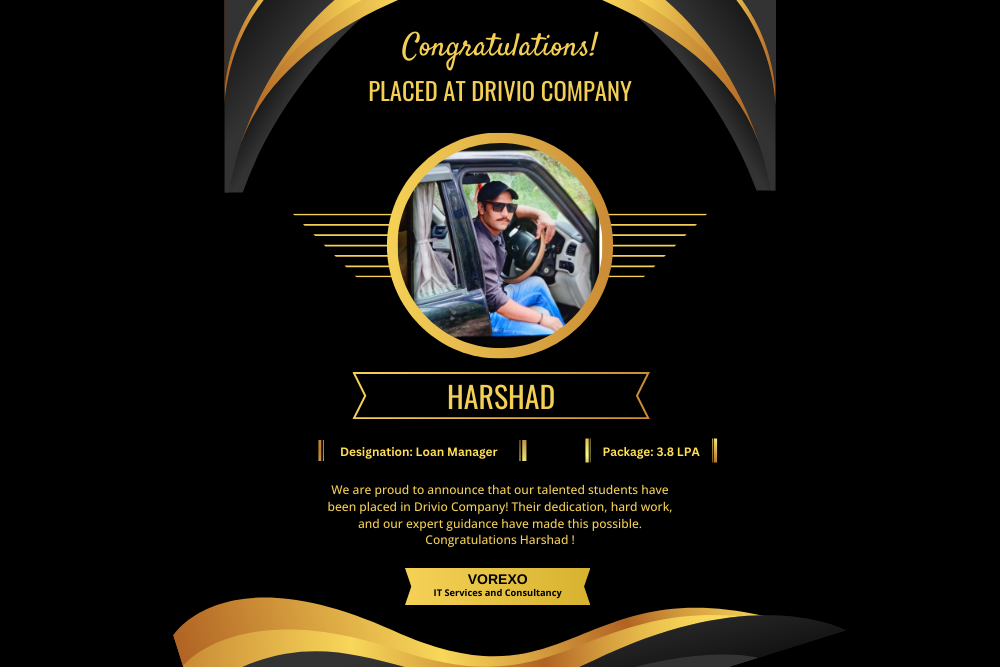 Congratulations!
PLACED AT DRIVIO COMPANY
HARSHAD
Designation: Loan Manager
Package: 3.8 LPA
We are proud to announce that our talented students have
been placed in Drivio Company! Their dedication, hard work,
and our expert guidance have made this possible.
Congratulations Harshad !
VOREXO
IT Services and Consultancy